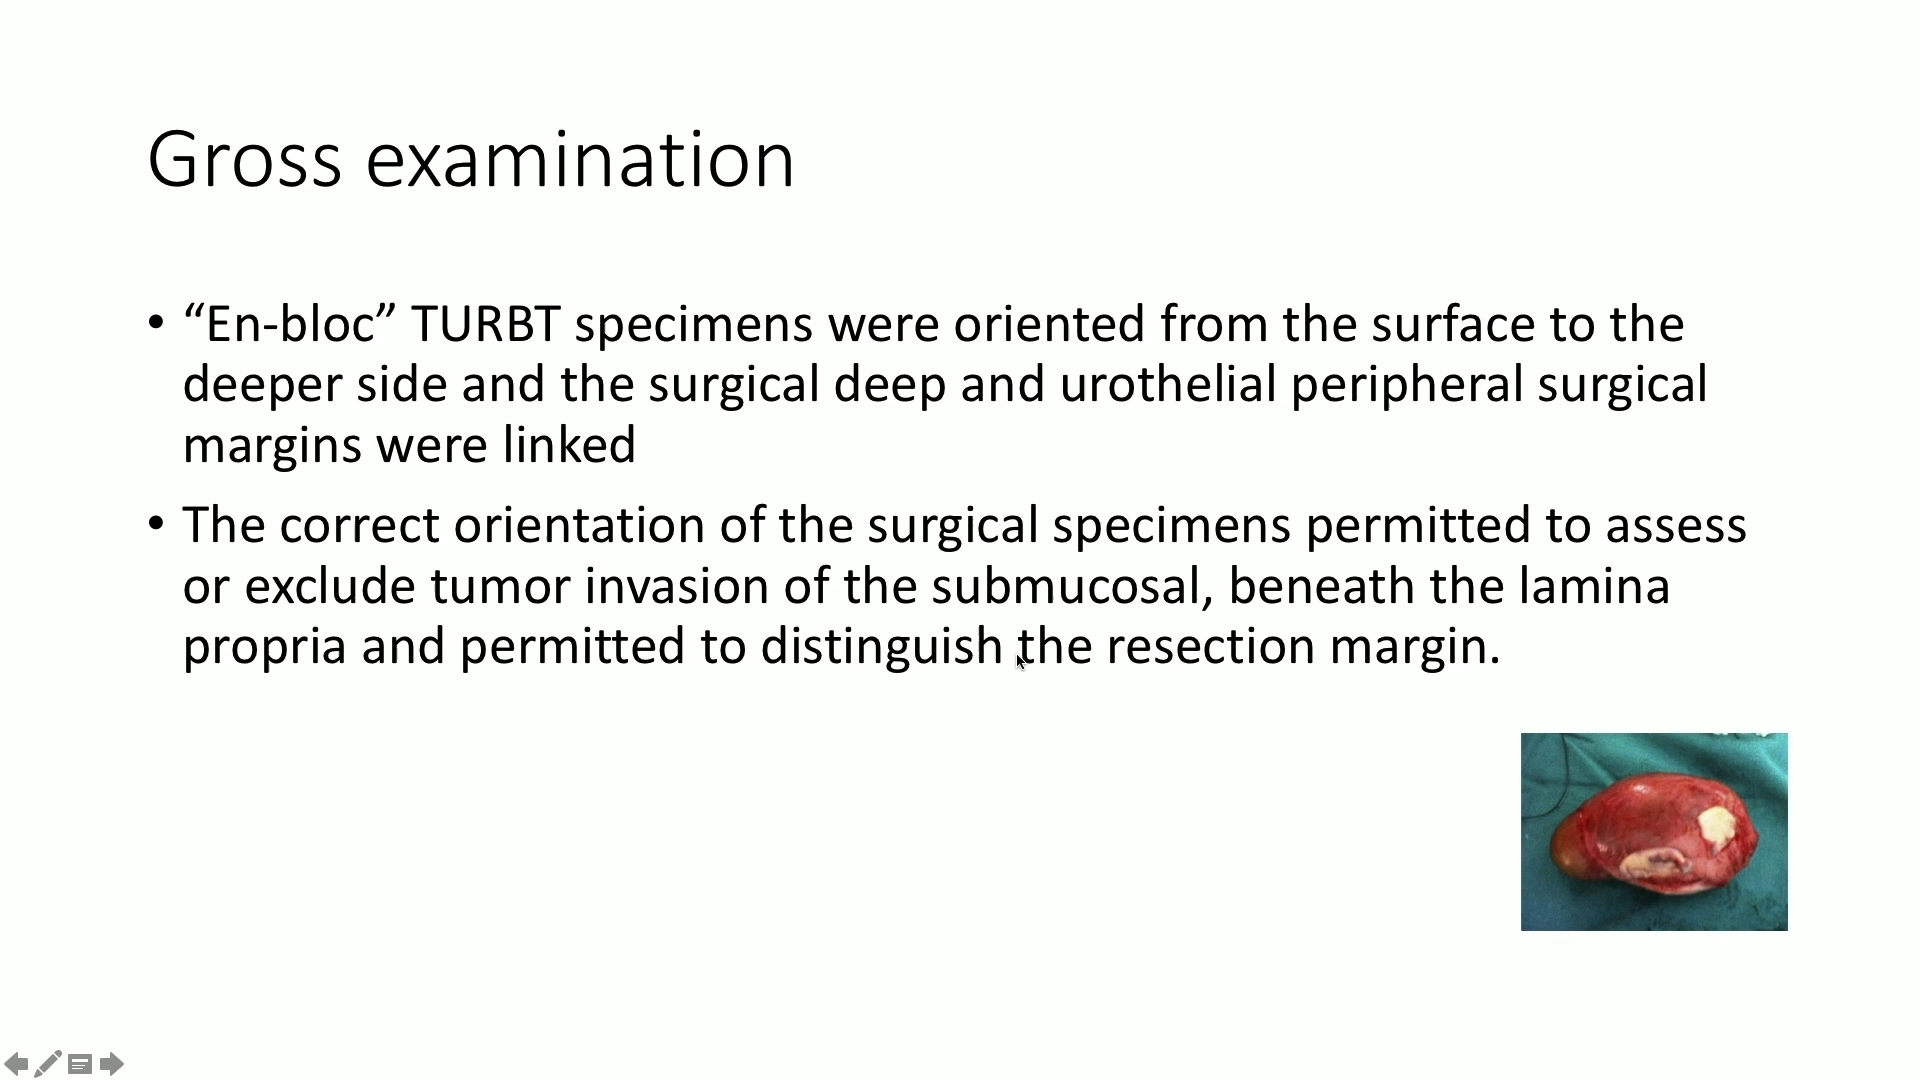 Gross examination
• “En-bloc” TURBT specimens were oriented from the surface to the
deeper side and the surgical deep and urothelial peripheral surgical
margins were linked
• The correct orientation of the surgical specimens permitted to assess
or exclude tumor invasion of the submucosal, beneath the lamina
propria and permitted to distinguish the resection margin.